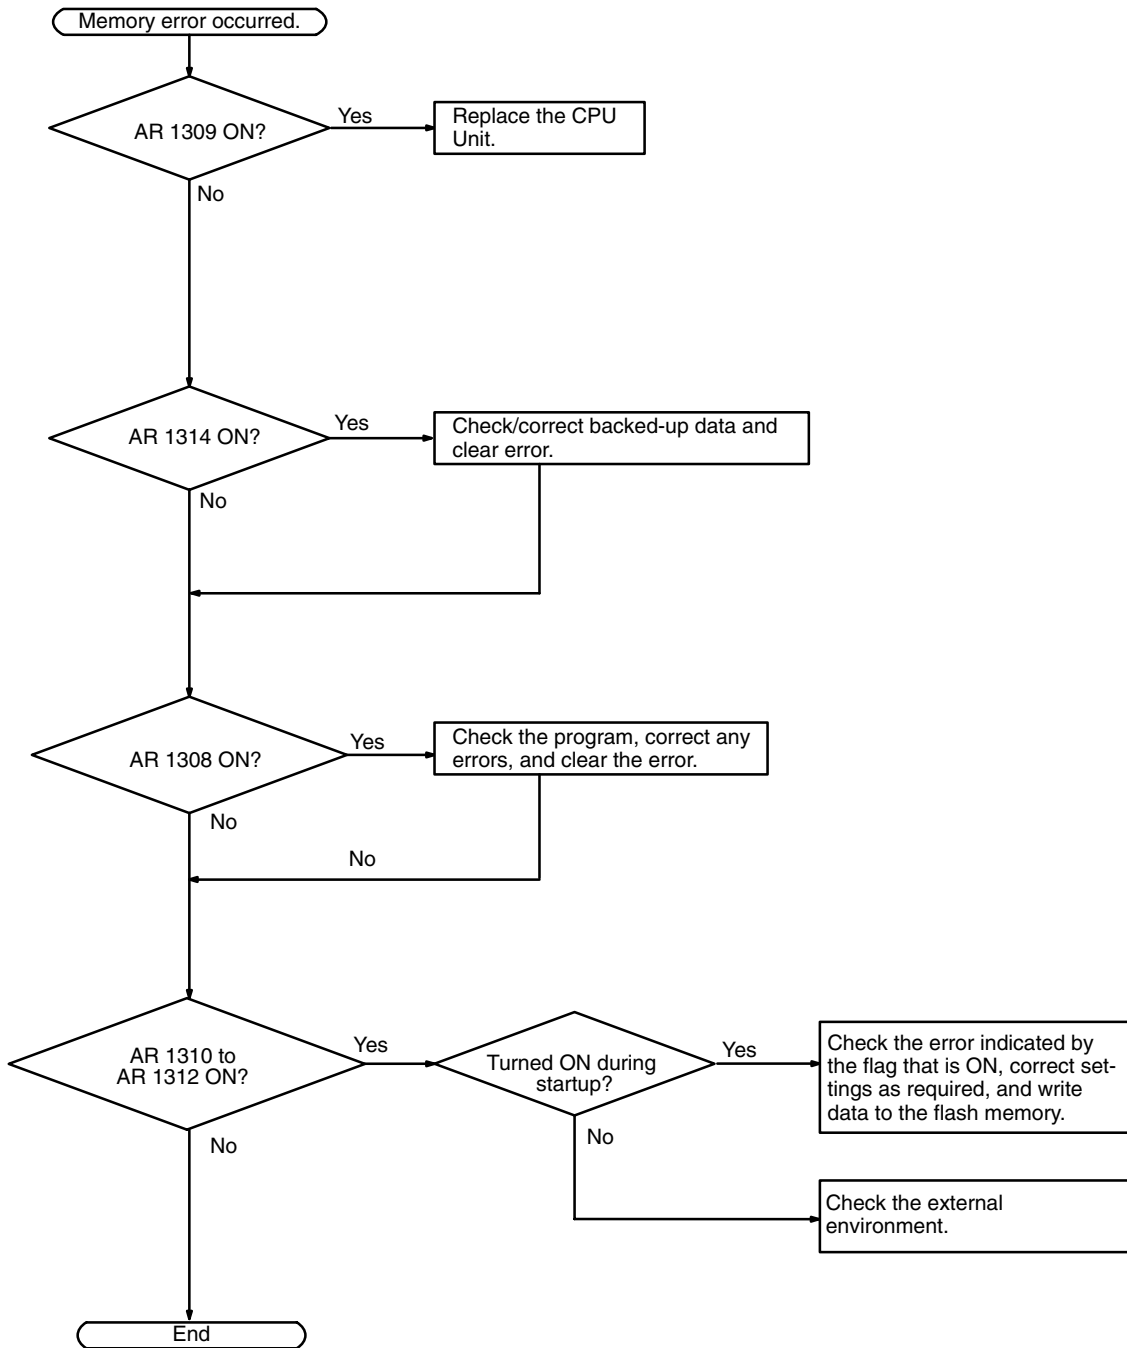 Memory error occurred.
AR 1309 ON?
Yes
Replace the CPU
Unit.
No
AR 1314 ON?
Yes
Check/correct backed-up data and
clear error.
No
AR 1308 ON?
Yes
Check the program, correct any
errors, and clear the error.
No
No
AR 1310 to
AR 1312 ON?
Yes
Turned ON during
startup?
Yes
Check the error indicated by
the flag that is ON, correct set-
tings as required, and write
data to the flash memory.
No
No
Check the external
environment.
End